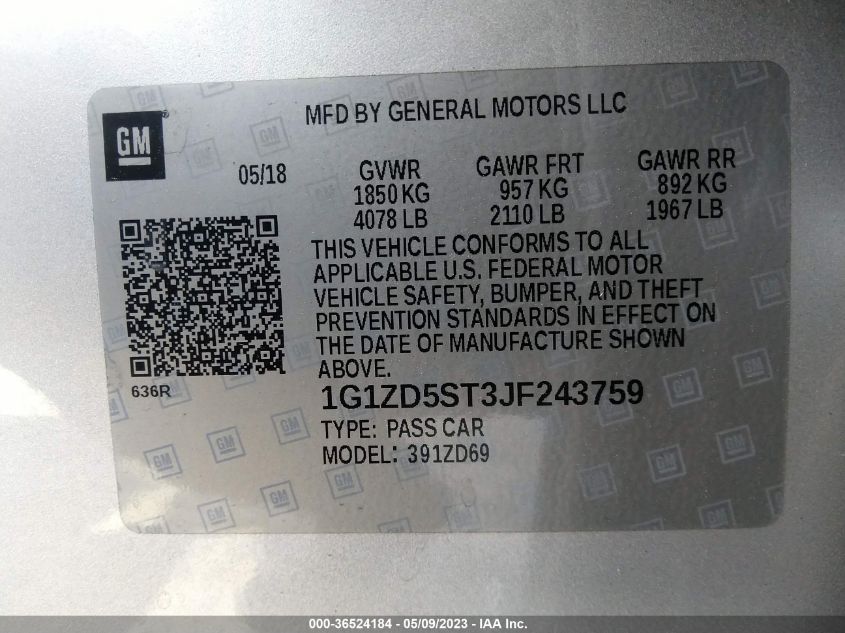 GM®
MFD BY GENERAL MOTORS LLC
05/18
GVWR GAWR FRT GAWR RR
1850 KG 957 KG 892 KG
4078 LB 2110 LB 1967 LB
THIS VEHICLE CONFORMS TO ALL
APPLICABLE U.S. FEDERAL MOTOR
VEHICLE SAFETY, BUMPER, AND THEFT
PREVENTION STANDARDS IN EFFECT ON
THE DATE OF MANUFACTURE SHOWN
ABOVE.
636R
1G1ZD5ST3JF243759
TYPE: PASS CAR
MODEL: 391ZD69
000-36524184 - 05/09/2023 - IAA Inc.